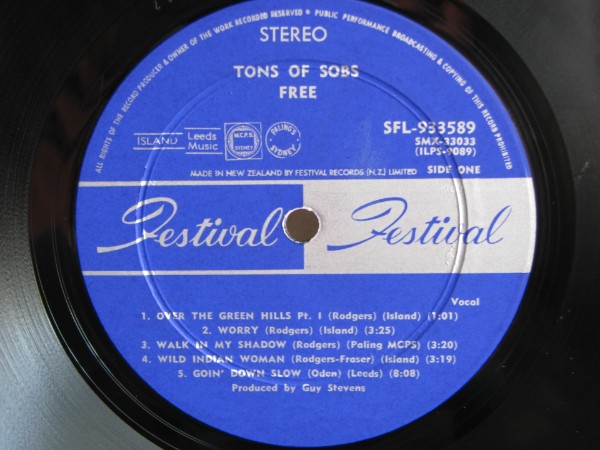 ALL RIGHTS OF THE RECORD PRODUCER & OWNER OF THE WORK RECORDED RESERVED • PUBLIC PERFORMANCE BROADCASTING & COPYING OF THIS RECORD PROHIBITED
STEREO
TONS OF SOBS
FREE
ISLAND
Leeds Music
M.C.P.S. SYDNEY
PALING'S SYDNEY
SFL-933589
SMX-33033
(ILPS-9089)
MADE IN NEW ZEALAND BY FESTIVAL RECORDS (N.Z.) LIMITED SIDE ONE
Festival Festival
Vocal
1. OVER THE GREEN HILLS Pt. I (Rodgers) (Island) (1:01)
2. WORRY (Rodgers) (Island) (3:25)
3. WALK IN MY SHADOW (Rodgers) (Paling MCPS) (3:20)
4. WILD INDIAN WOMAN (Rodgers-Fraser) (Island) (3:19)
5. GOIN' DOWN SLOW (Oden) (Leeds) (8:08)
Produced by Guy Stevens